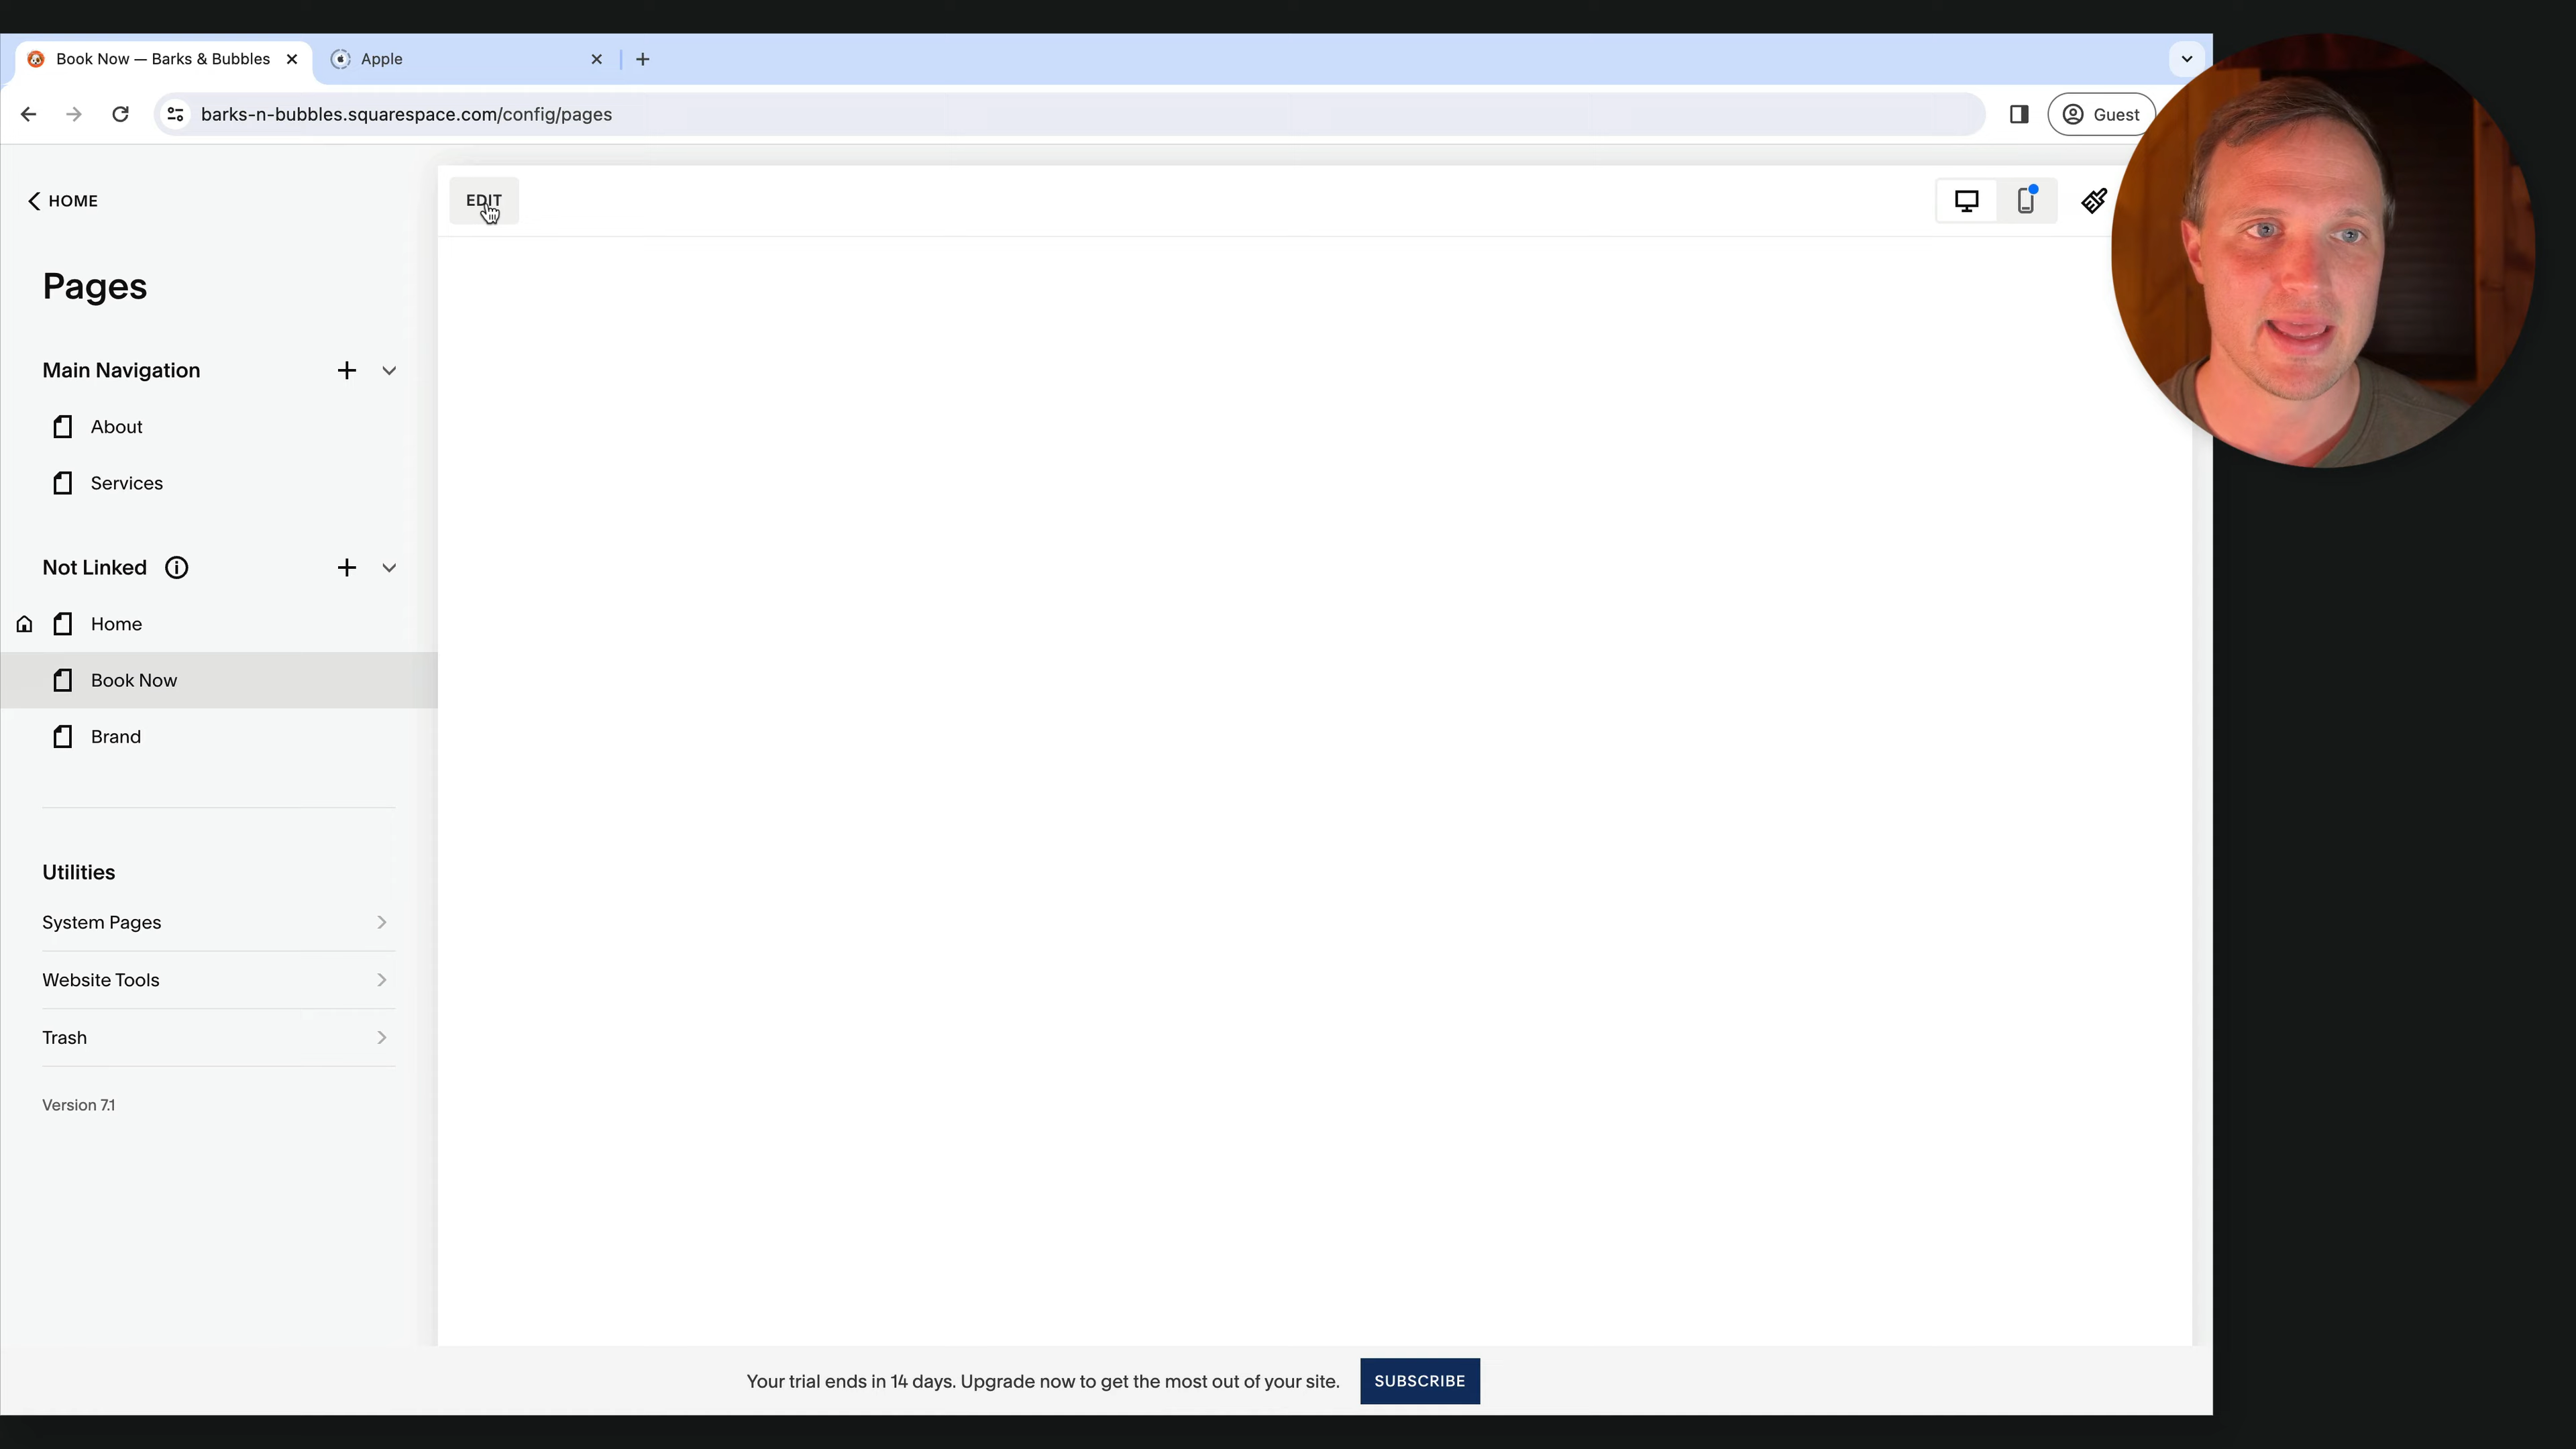 Book Now — Barks & Bubbles
Apple
barks-n-bubbles.squarespace.com/config/pages
Guest
HOME
EDIT
Pages
Main Navigation
About
Services
Not Linked
Home
Book Now
Brand
Utilities
System Pages
Website Tools
Trash
Version 7.1
Your trial ends in 14 days. Upgrade now to get the most out of your site.
SUBSCRIBE